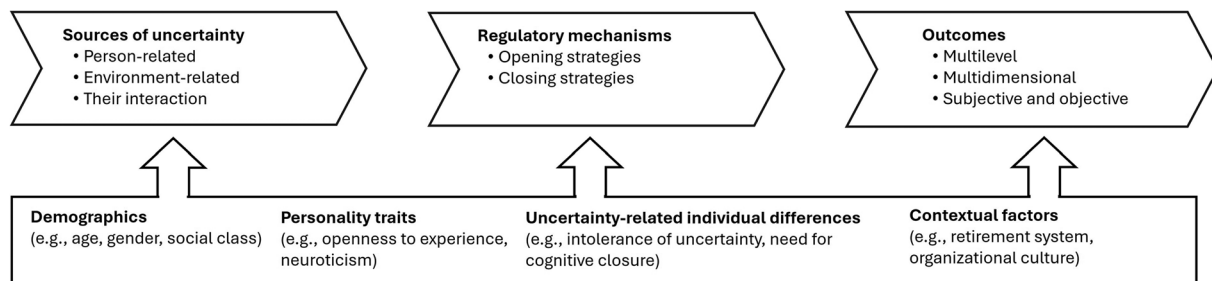 Sources of uncertainty
• Person-related
• Environment-related
• Their interaction
Regulatory mechanisms
• Opening strategies
• Closing strategies
Outcomes
• Multilevel
• Multidimensional
• Subjective and objective
Demographics
(e.g., age, gender, social class)
Personality traits
(e.g., openness to experience,
neuroticism)
Uncertainty-related individual differences
(e.g., intolerance of uncertainty, need for
cognitive closure)
Contextual factors
(e.g., retirement system,
organizational culture)